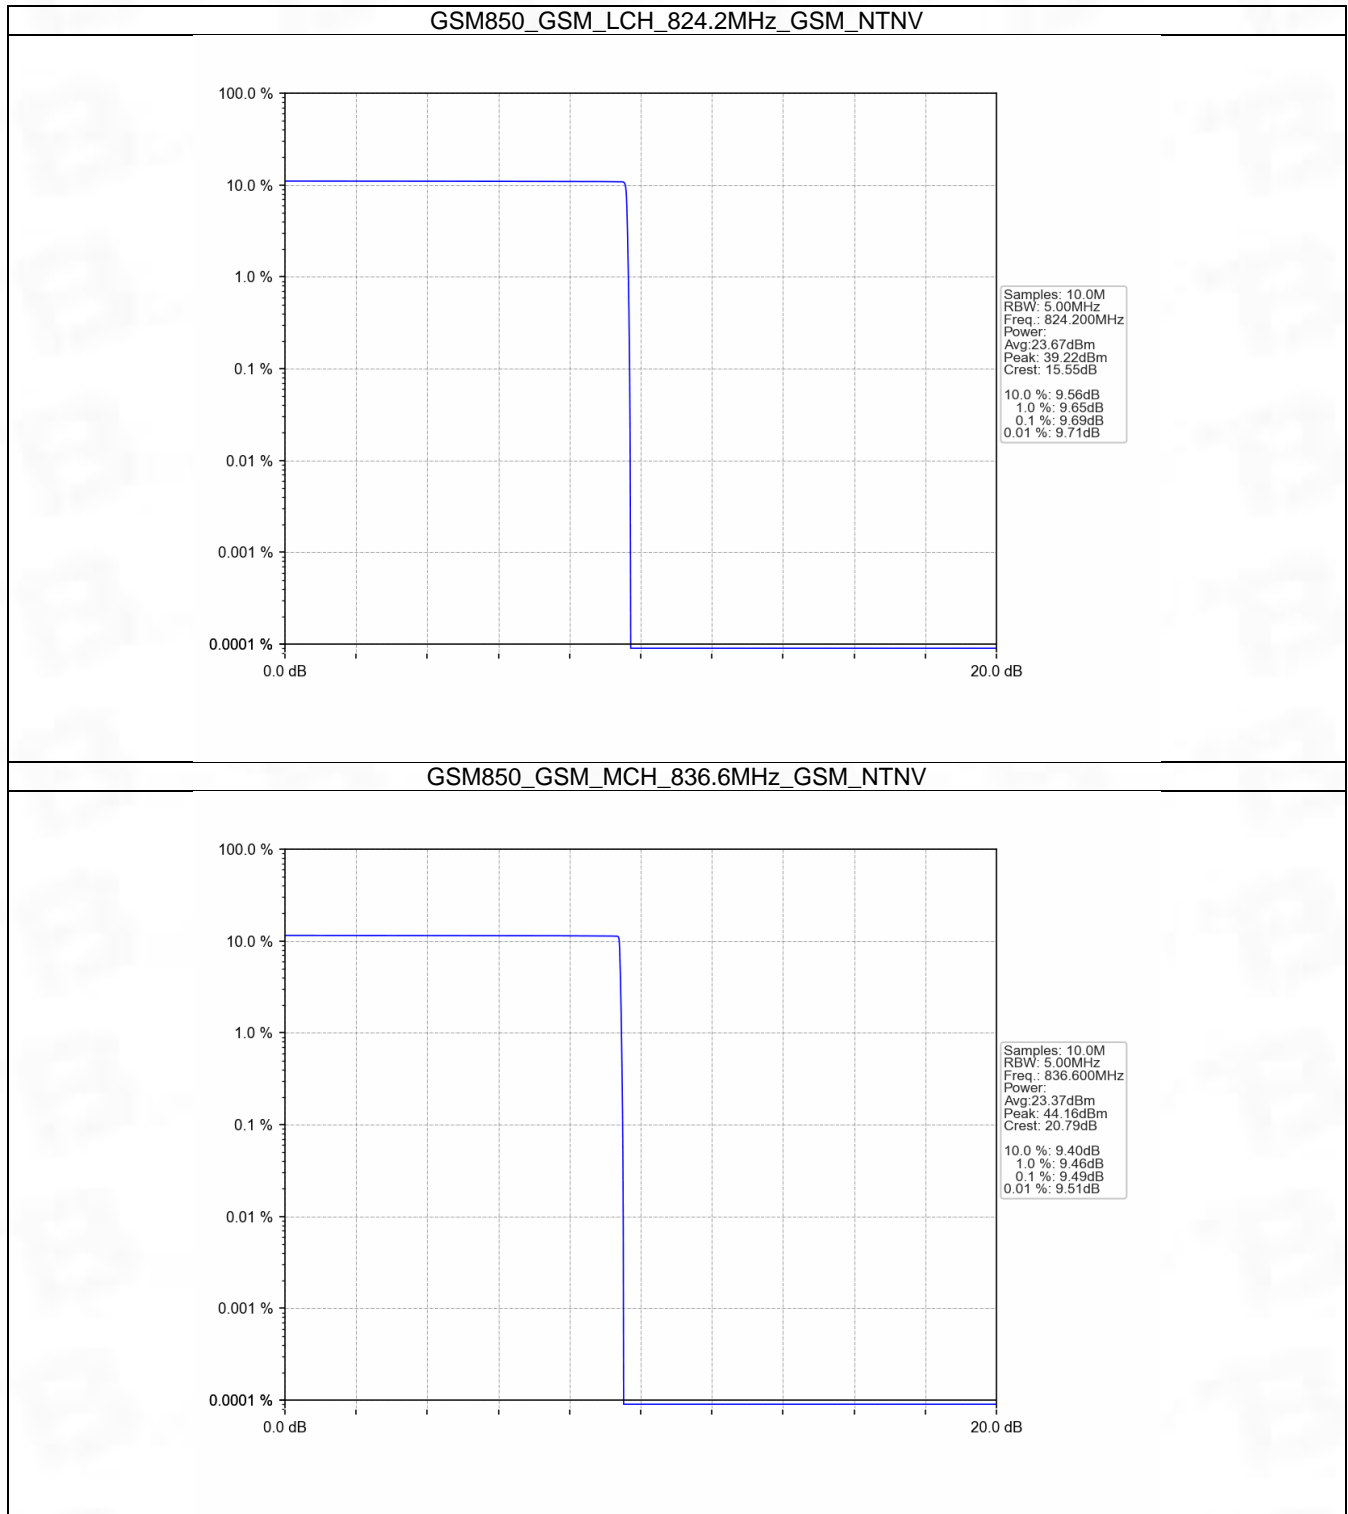 GSM850_GSM_LCH_824.2MHz_GSM_NTNV
100.0 %
10.0 %
1.0 %
0.1 %
0.01 %
0.001 %
0.0001 %
0.0 dB
20.0 dB
Samples: 10.0M
RBW: 5.00MHz
Freq.: 824.200MHz
Power:
Avg:23.67dBm
Peak: 39.22dBm
Crest: 15.55dB
10.0 %: 9.56dB
1.0 %: 9.65dB
0.1 %: 9.69dB
0.01 %: 9.71dB
GSM850_GSM_MCH_836.6MHz_GSM_NTNV
100.0 %
10.0 %
1.0 %
0.1 %
0.01 %
0.001 %
0.0001 %
0.0 dB
20.0 dB
Samples: 10.0M
RBW: 5.00MHz
Freq.: 836.600MHz
Power:
Avg:23.37dBm
Peak: 44.16dBm
Crest: 20.79dB
10.0 %: 9.40dB
1.0 %: 9.46dB
0.1 %: 9.49dB
0.01 %: 9.51dB